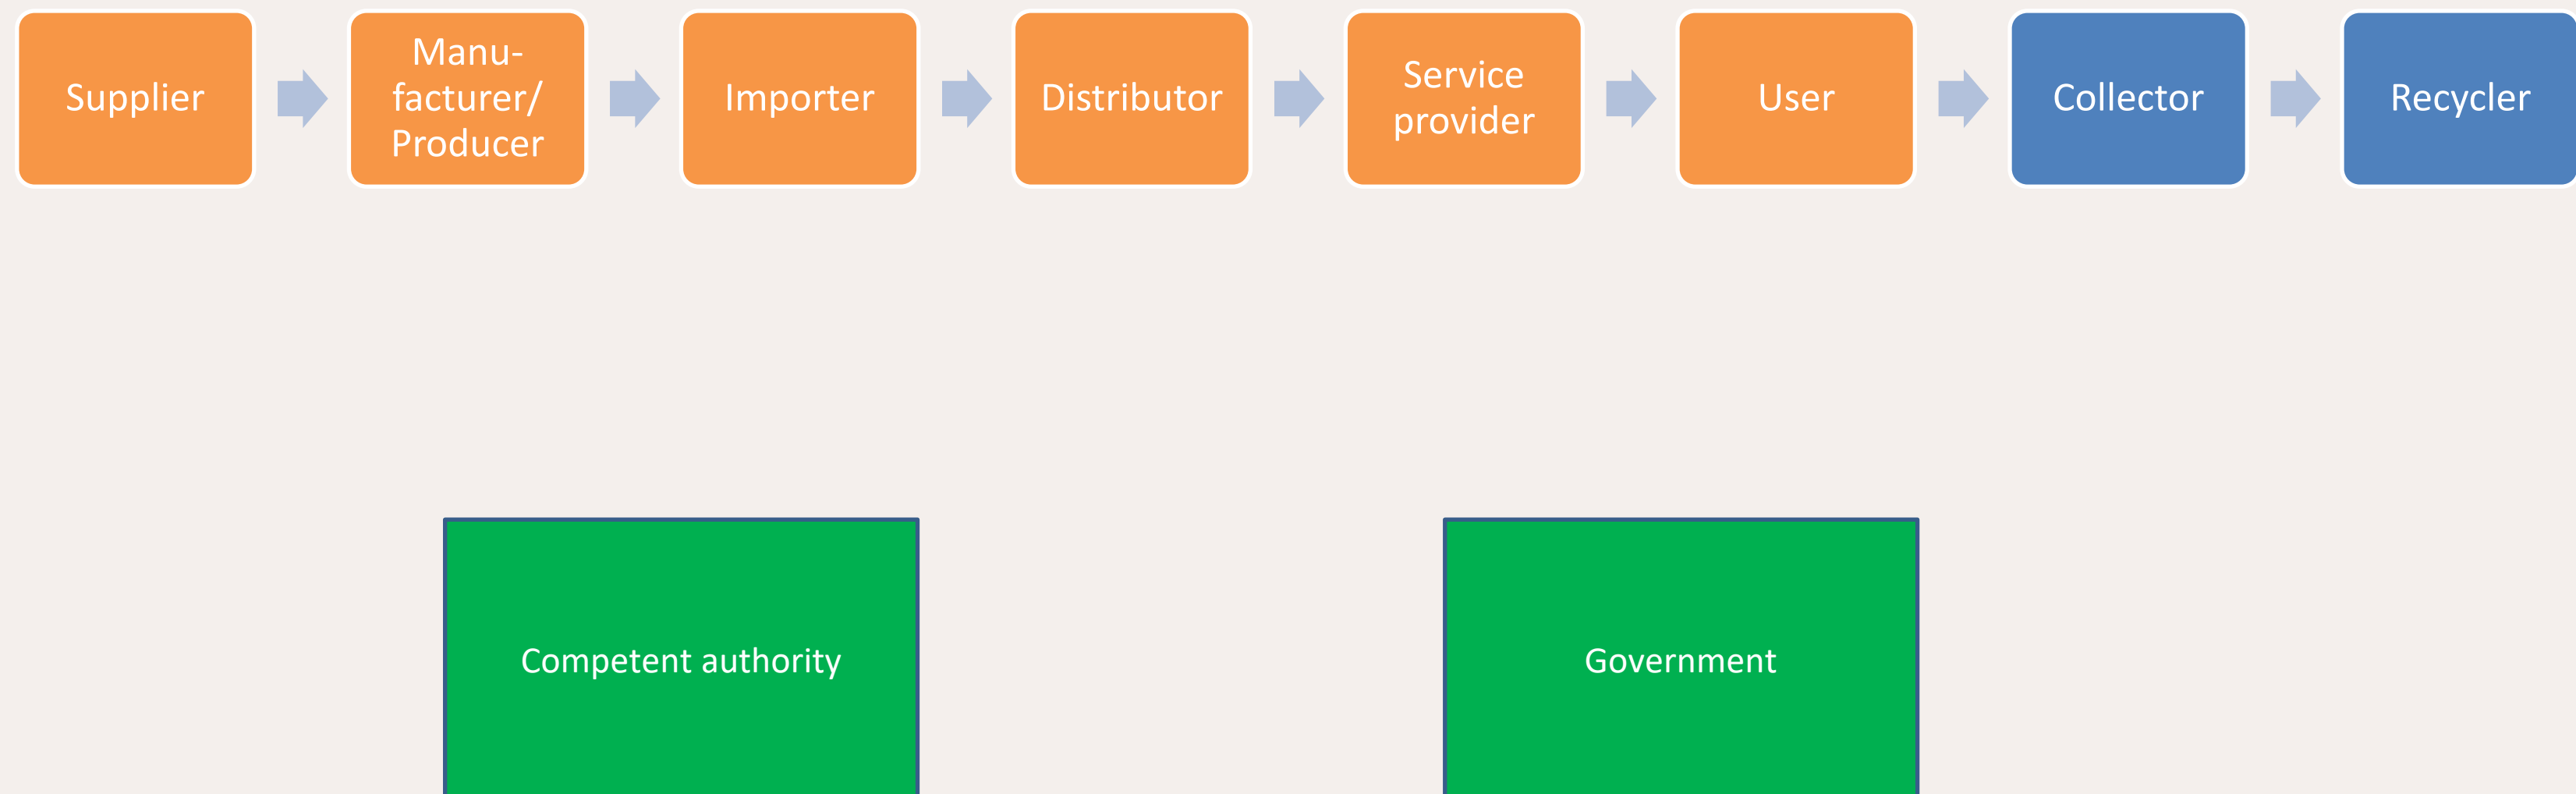 Supplier
Manu-
facturer/
Producer
Importer
Distributor
Service
provider
User
Collector
Recycler
Competent authority
Government